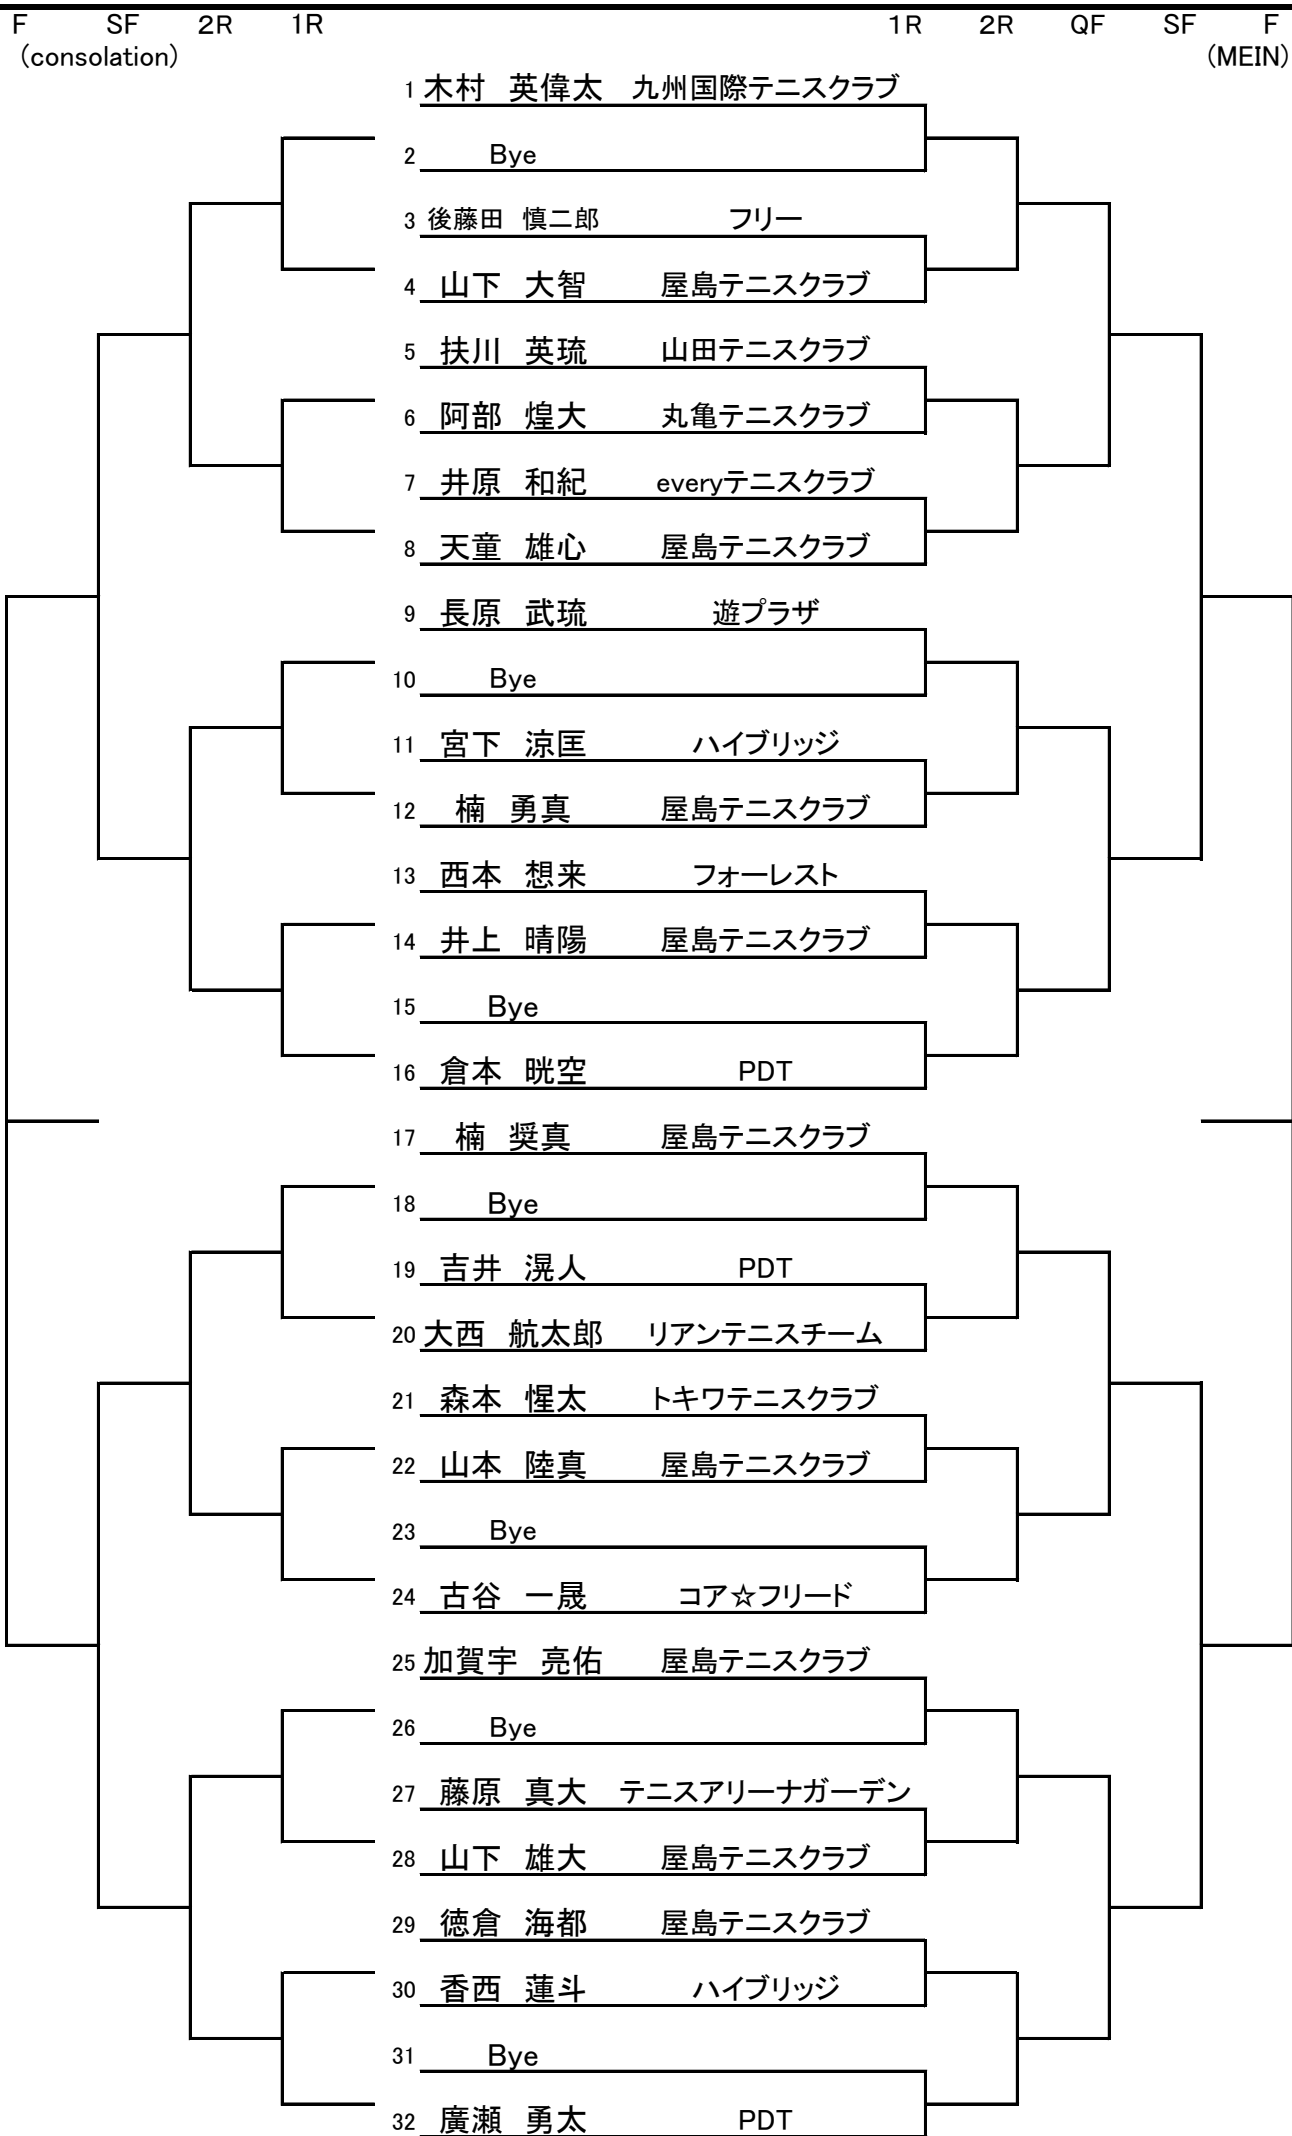 F SF 2R 1R 1R 2R QF SF F
(consolation) (MEIN)
1 木村 英偉太 九州国際テニスクラブ
2 Bye
3 後藤田 慎二郎 フリー
4 山下 大智 屋島テニスクラブ
5 扶川 英琉 山田テニスクラブ
6 阿部 煌大 丸亀テニスクラブ
7 井原 和紀 everyテニスクラブ
8 天童 雄心 屋島テニスクラブ
9 長原 武琉 遊プラザ
10 Bye
11 宮下 涼匡 ハイブリッジ
12 楠 勇真 屋島テニスクラブ
13 西本 想来 フォーレスト
14 井上 晴陽 屋島テニスクラブ
15 Bye
16 倉本 晄空 PDT
17 楠 奨真 屋島テニスクラブ
18 Bye
19 吉井 滉人 PDT
20 大西 航太郎 リアンテニスチーム
21 森本 惺太 トキワテニスクラブ
22 山本 陸真 屋島テニスクラブ
23 Bye
24 古谷 一晟 コア☆フリード
25 加賀宇 亮佑 屋島テニスクラブ
26 Bye
27 藤原 真大 テニスアリーナガーデン
28 山下 雄大 屋島テニスクラブ
29 徳倉 海都 屋島テニスクラブ
30 香西 蓮斗 ハイブリッジ
31 Bye
32 廣瀬 勇太 PDT